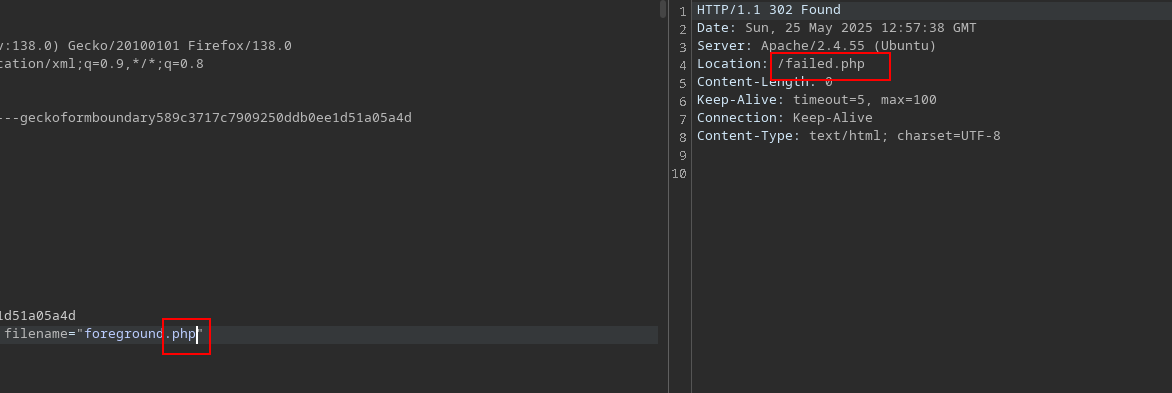 v:138.0) Gecko/20100101 Firefox/138.0
cation/xml;q=0.9,*/*;q=0.8
---geckoformboundary589c3717c7909250ddb0ee1d51a05a4d
1d51a05a4d
filename="foreground.php"
1 HTTP/1.1 302 Found
2 Date: Sun, 25 May 2025 12:57:38 GMT
3 Server: Apache/2.4.55 (Ubuntu)
4 Location: /failed.php
5 Content-Length: 0
6 Keep-Alive: timeout=5, max=100
7 Connection: Keep-Alive
8 Content-Type: text/html; charset=UTF-8
9
10